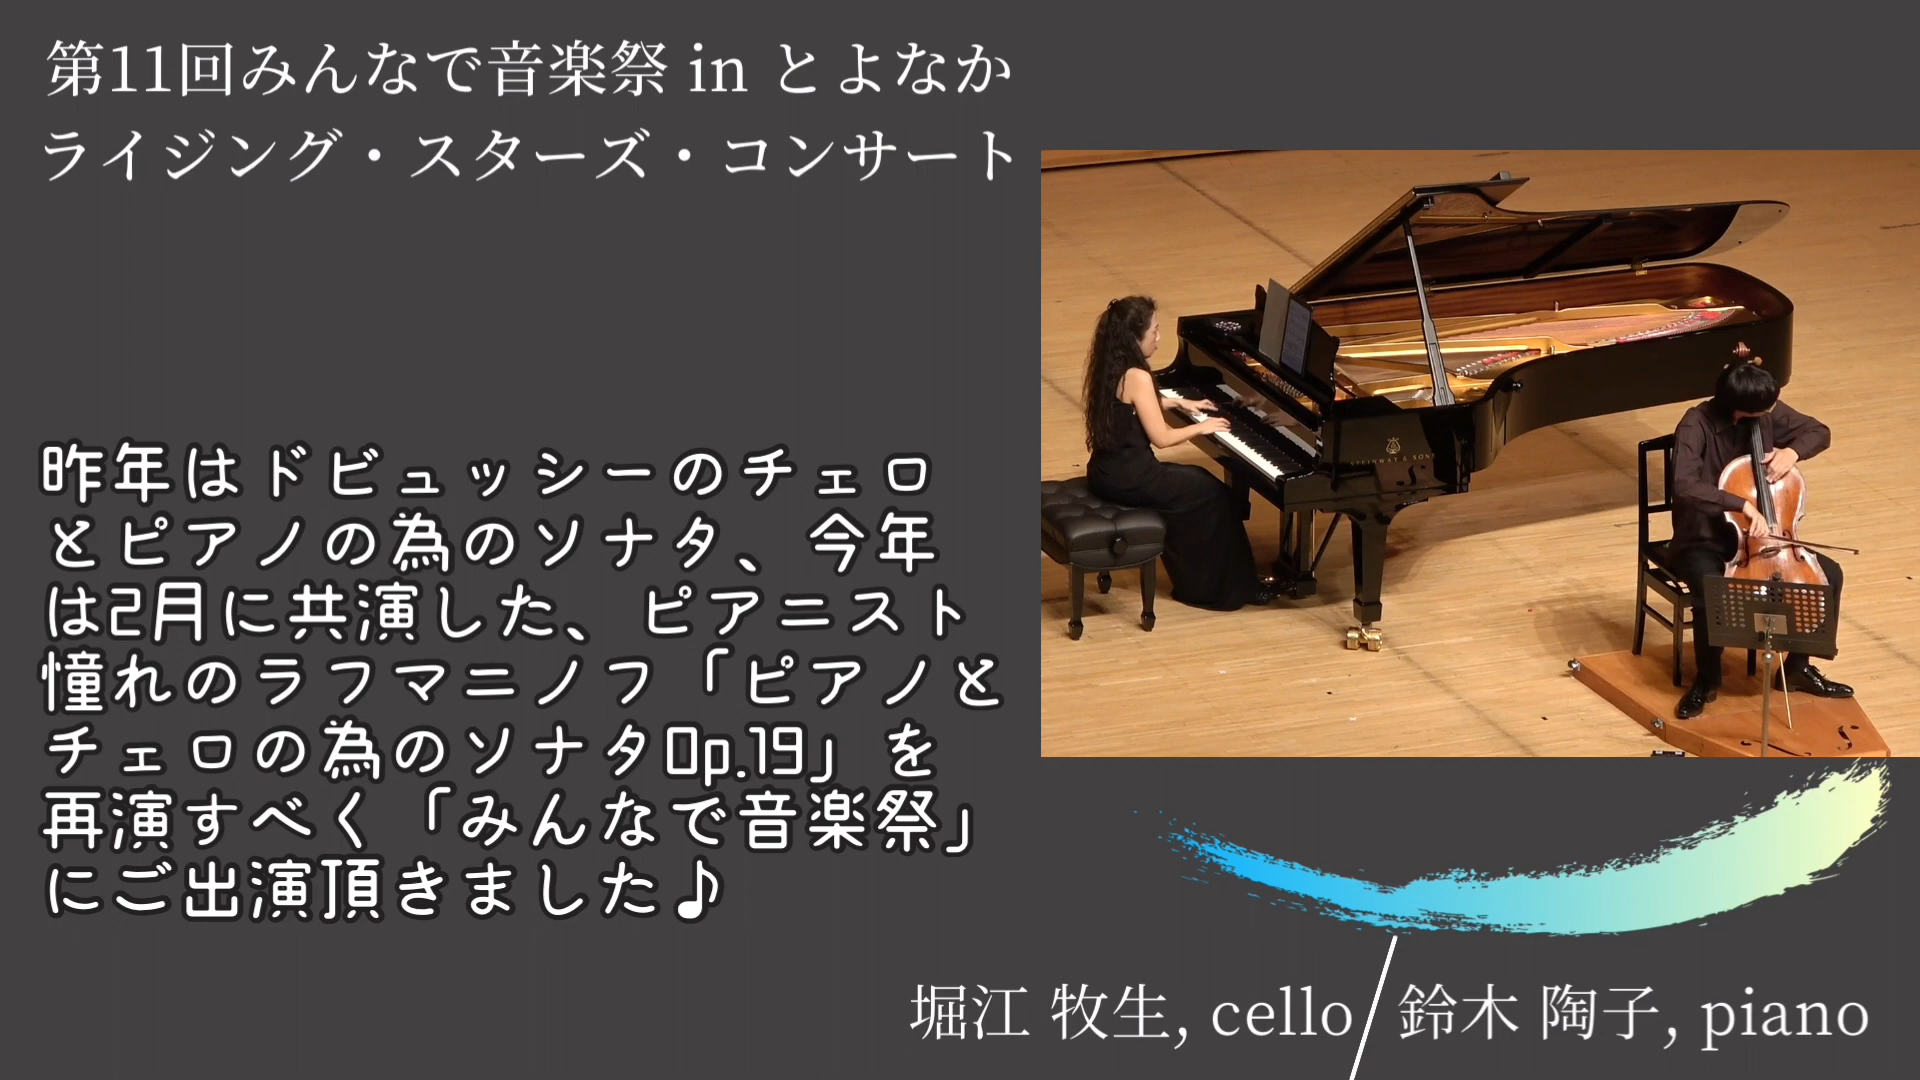 第11回みんなで音楽祭 in とよなか
ライジング・スターズ・コンサート
昨年はドビュッシーのチェロ
とピアノの為のソナタ、今年
は2月に共演した、ピアニスト
憧れのラフマニノフ「ピアノと
チェロの為のソナタOp.19」を
再演すべく「みんなで音楽祭」
にご出演頂きました♪
STEINWAY & SONS
堀江 牧生, cello/鈴木 陶子, piano